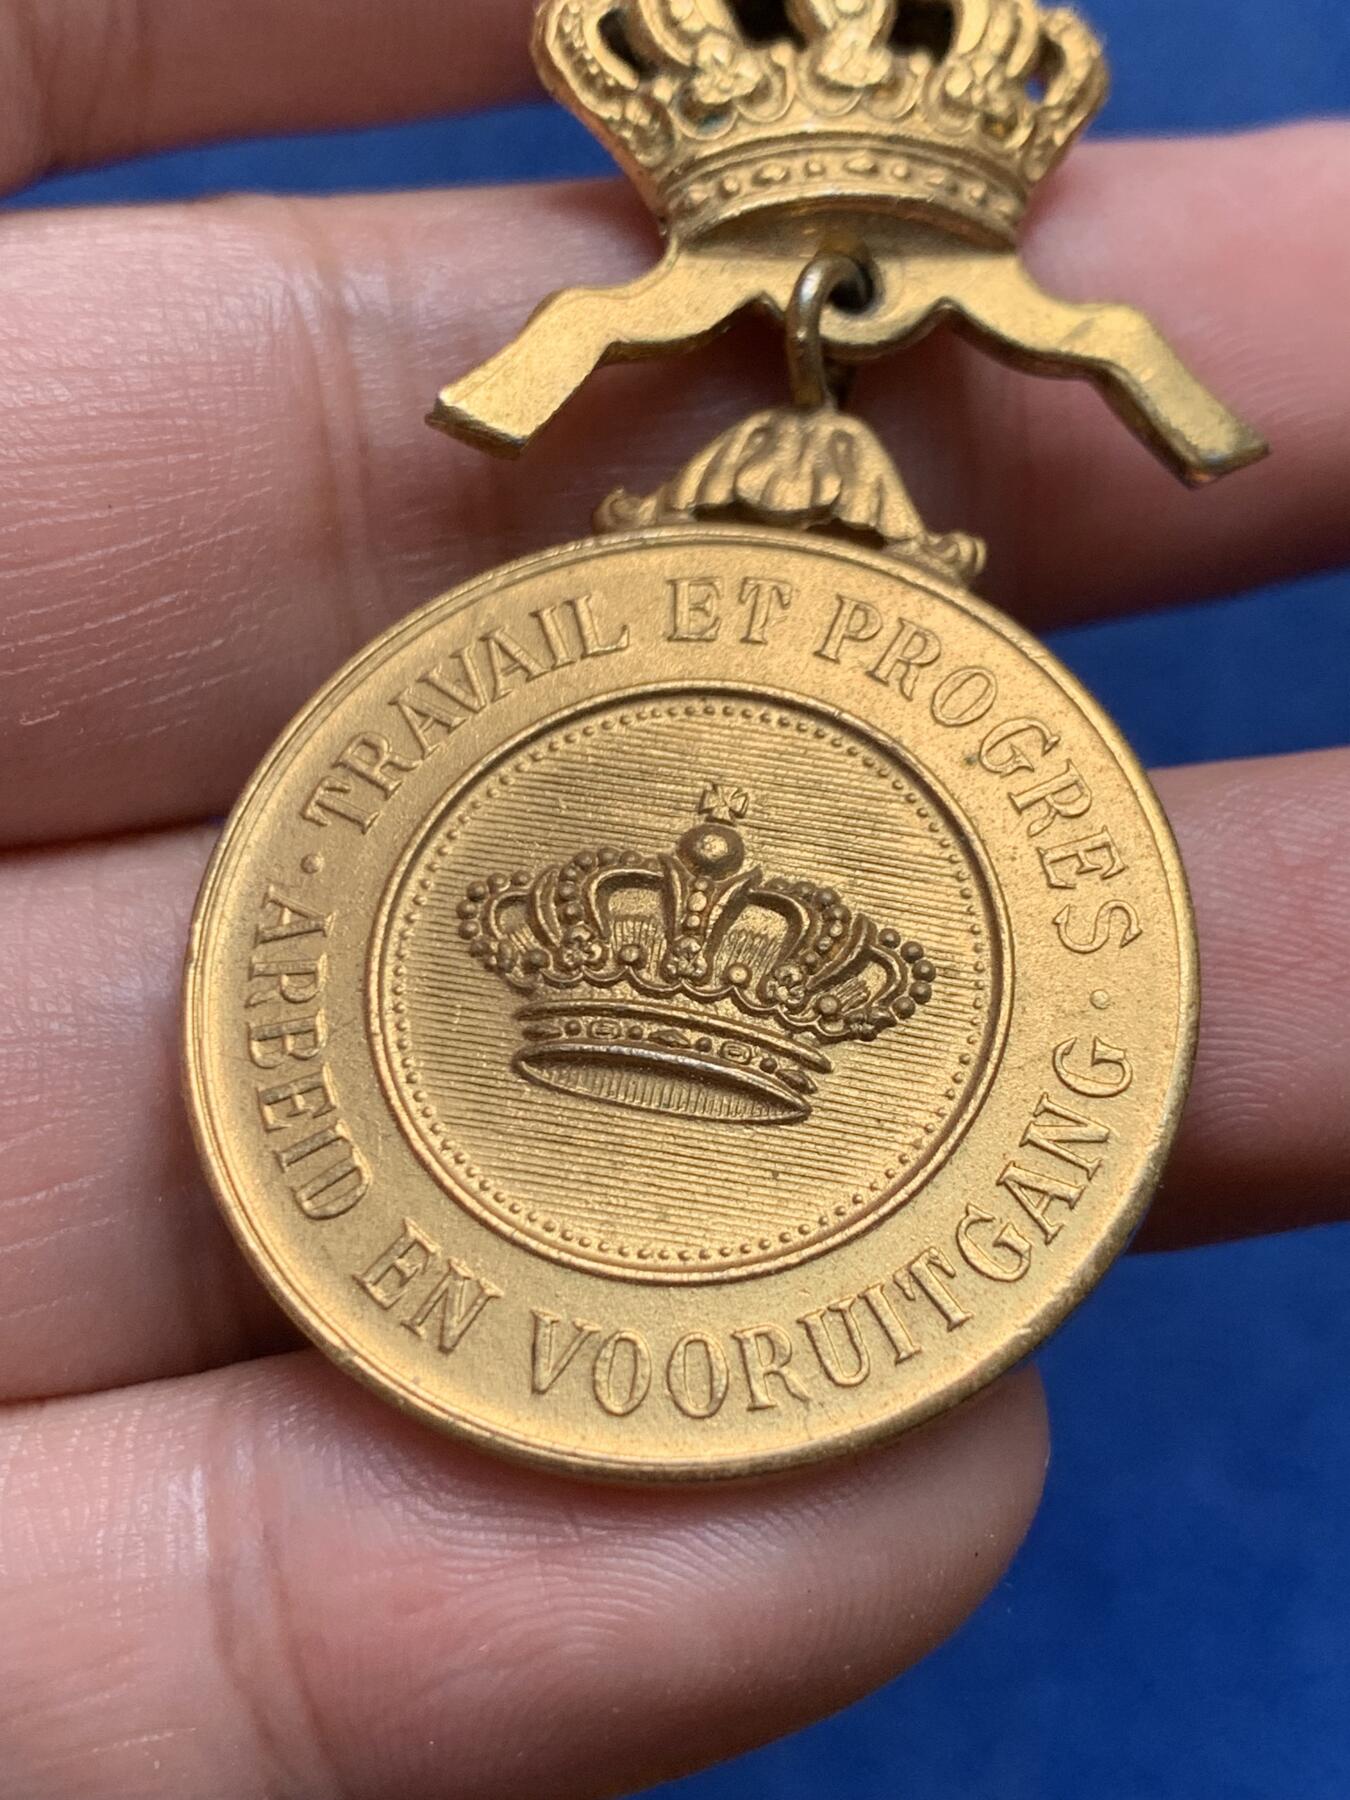 TRAVAIL ET PROGRES
ARBEID EN VOORUITGANG